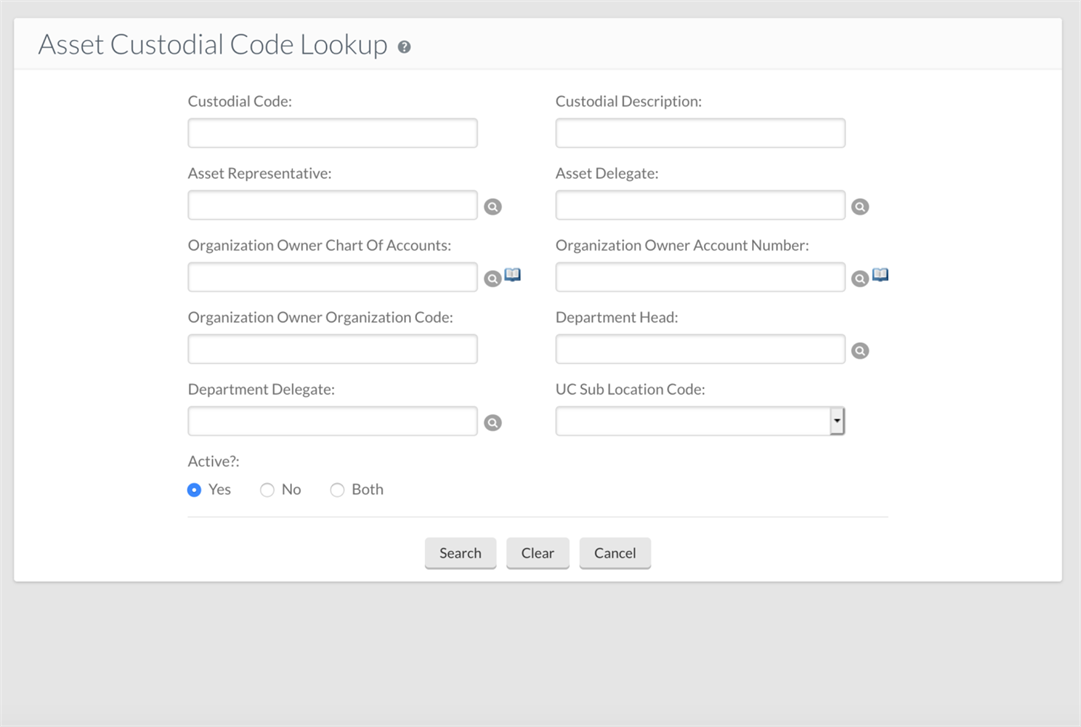 Asset Custodial Code Lookup ?
Custodial Code: Custodial Description:
Asset Representative: Asset Delegate:
Organization Owner Chart Of Accounts: Organization Owner Account Number:
Organization Owner Organization Code: Department Head:
Department Delegate: UC Sub Location Code:
Active?:
Yes No Both
Search Clear Cancel